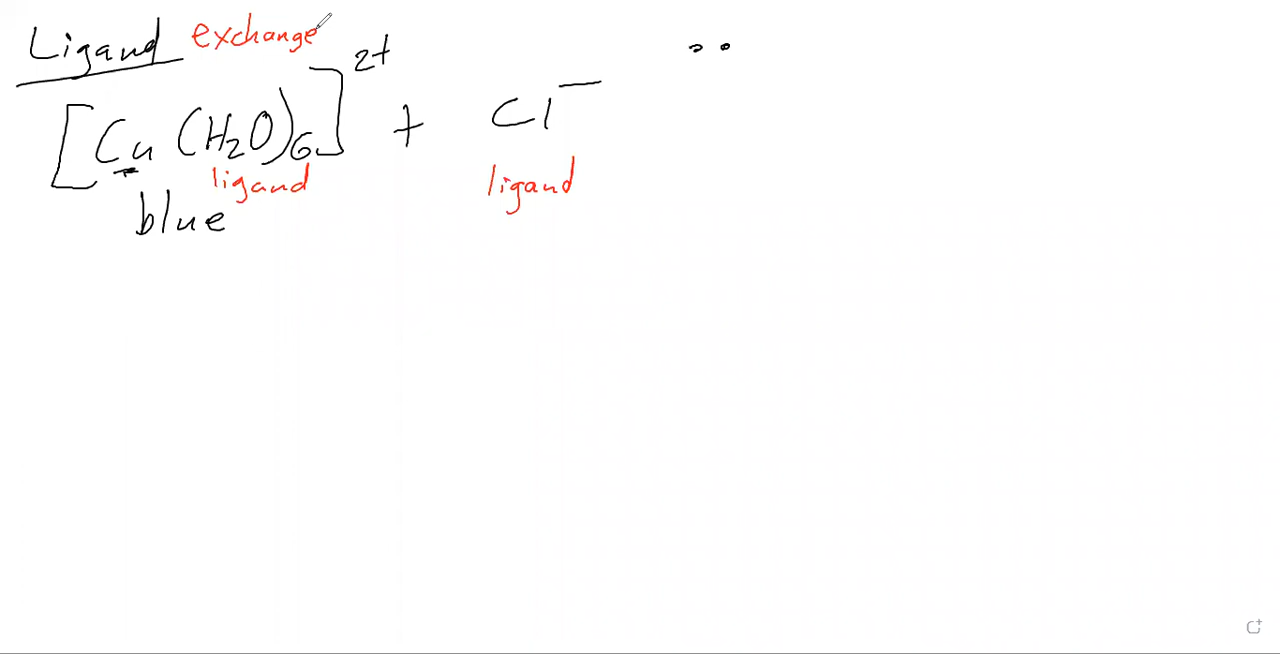 Ligand exchange
[Cu(H2O)6]2+ + Cl−
ligand ligand
blue